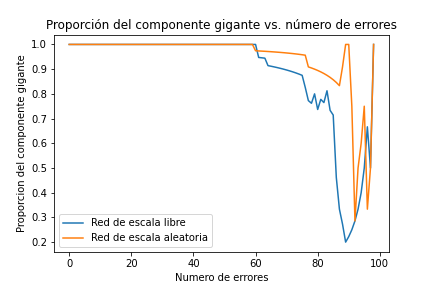 Proporción del componente gigante vs. número de errores
1.0
0.9
0.8
0.7
0.6
0.5
0.4
0.3
0.2
Proporcion del componente gigante
Red de escala libre
Red de escala aleatoria
0 20 40 60 80 100
Numero de errores